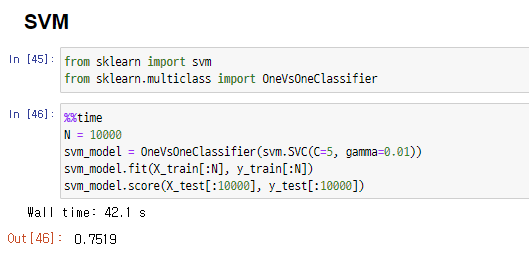 SVM
In [45]:
from sklearn import svm
from sklearn.multiclass import OneVsOneClassifier
In [46]:
%%time
N = 10000
svm_model = OneVsOneClassifier(svm.SVC(C=5, gamma=0.01))
svm_model.fit(X_train[:N], y_train[:N])
svm_model.score(X_test[:10000], y_test[:10000])
Wall time: 42.1 s
Out[46]: 0.7519